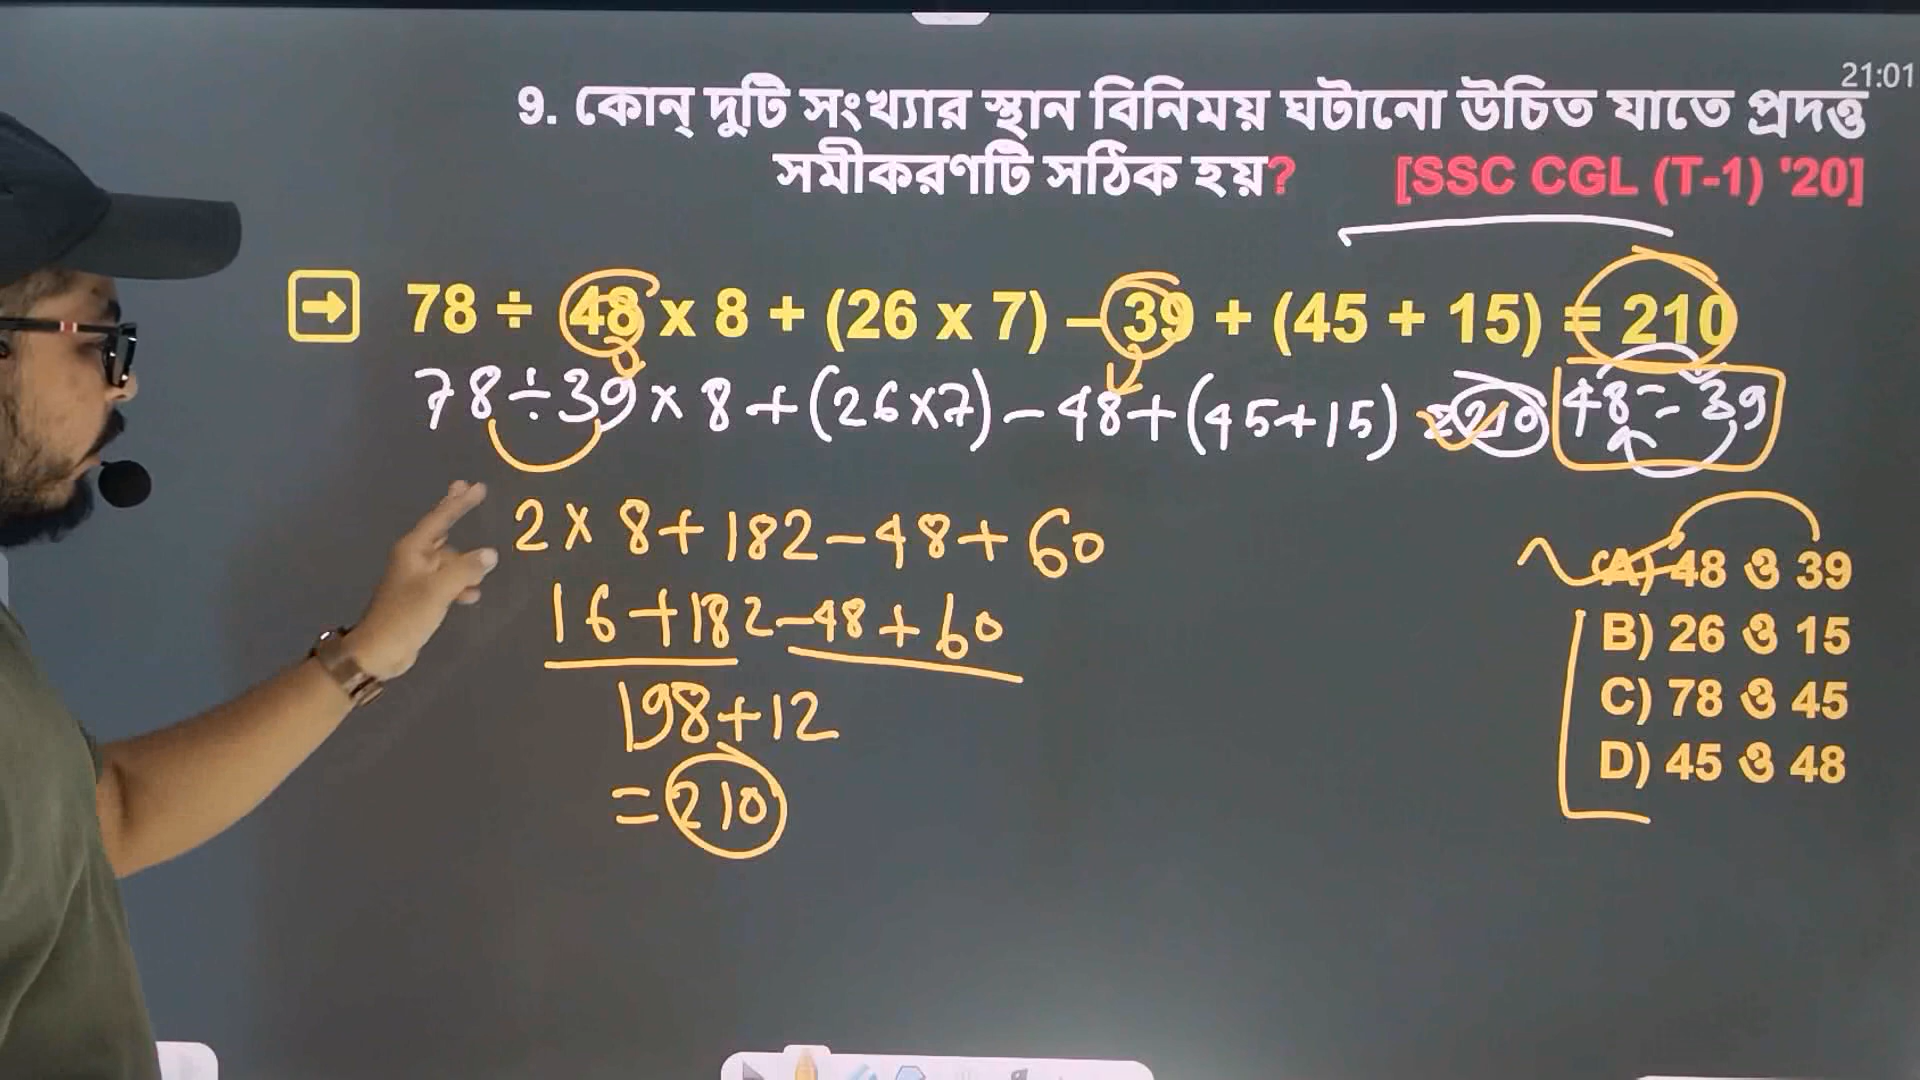 21:01
9. কোন্ দুটি সংখ্যার স্থান বিনিময় ঘটানো উচিত যাতে প্রদত্ত
সমীকরণটি সঠিক হয়? [SSC CGL (T-1) '20]
78 ÷ 48 x 8 + (26 x 7) – 39 + (45 + 15) = 210
78 ÷ 39 × 8 + (26×7) – 48 + (45+15) = 210
48 = 39
2 × 8 + 182 – 48 + 60
16 + 182 – 48 + 60
198 + 12
= 210
A) 48 ও 39
B) 26 ও 15
C) 78 ও 45
D) 45 ও 48